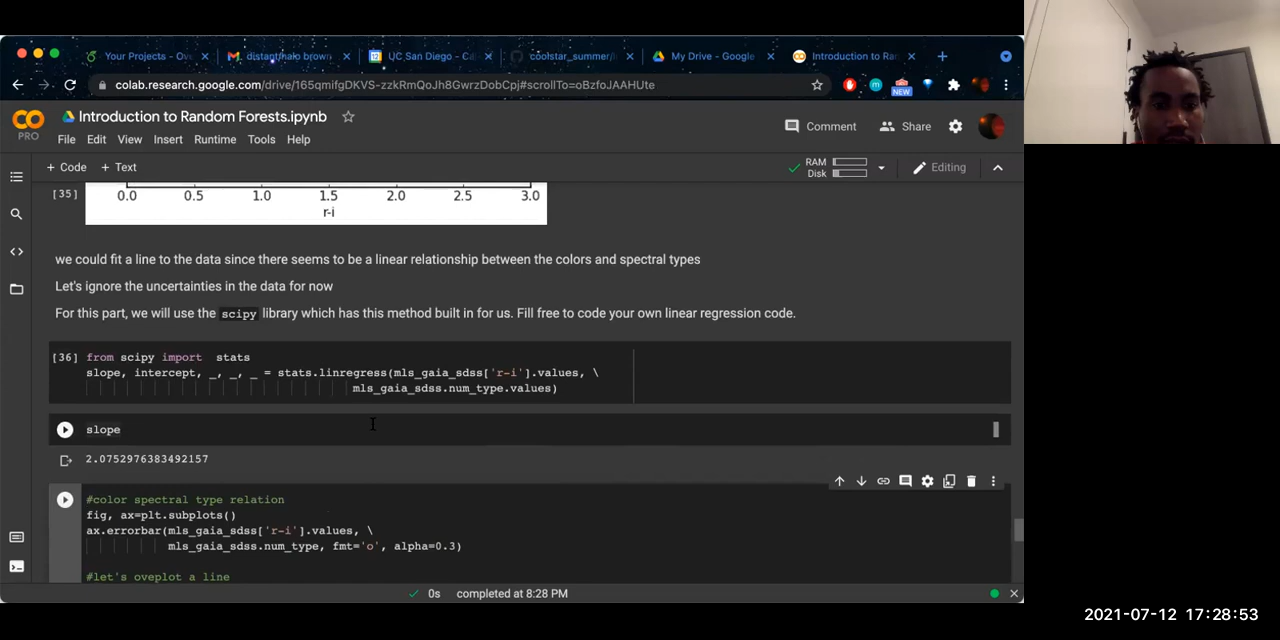 Your Projects - Ove
distanthalo brown
UC San Diego - Ca
coolstar_summer/
My Drive - Google
Introduction to Ran
colab.research.google.com/drive/165qmifgDKVS-zzkRmQoJh8GwrzDobCpj#scrollTo=oBzfoJAAHUte
NEW
CO PRO
Introduction to Random Forests.ipynb
File Edit View Insert Runtime Tools Help
Comment Share
+ Code + Text
RAM
Disk
Editing
[35]
0.0 0.5 1.0 1.5 2.0 2.5 3.0
r-i
we could fit a line to the data since there seems to be a linear relationship between the colors and spectral types
Let's ignore the uncertainties in the data for now
For this part, we will use the scipy library which has this method built in for us. Fill free to code your own linear regression code.
[36] from scipy import stats
slope, intercept, _, _, _ = stats.linregress(mls_gaia_sdss['r-i'].values, \
mls_gaia_sdss.num_type.values)
slope
2.0752976383492157
#color spectral type relation
fig, ax=plt.subplots()
ax.errorbar(mls_gaia_sdss['r-i'].values, \
mls_gaia_sdss.num_type, fmt='o', alpha=0.3)
#let's oveplot a line
0s completed at 8:28 PM
2021-07-12 17:28:53